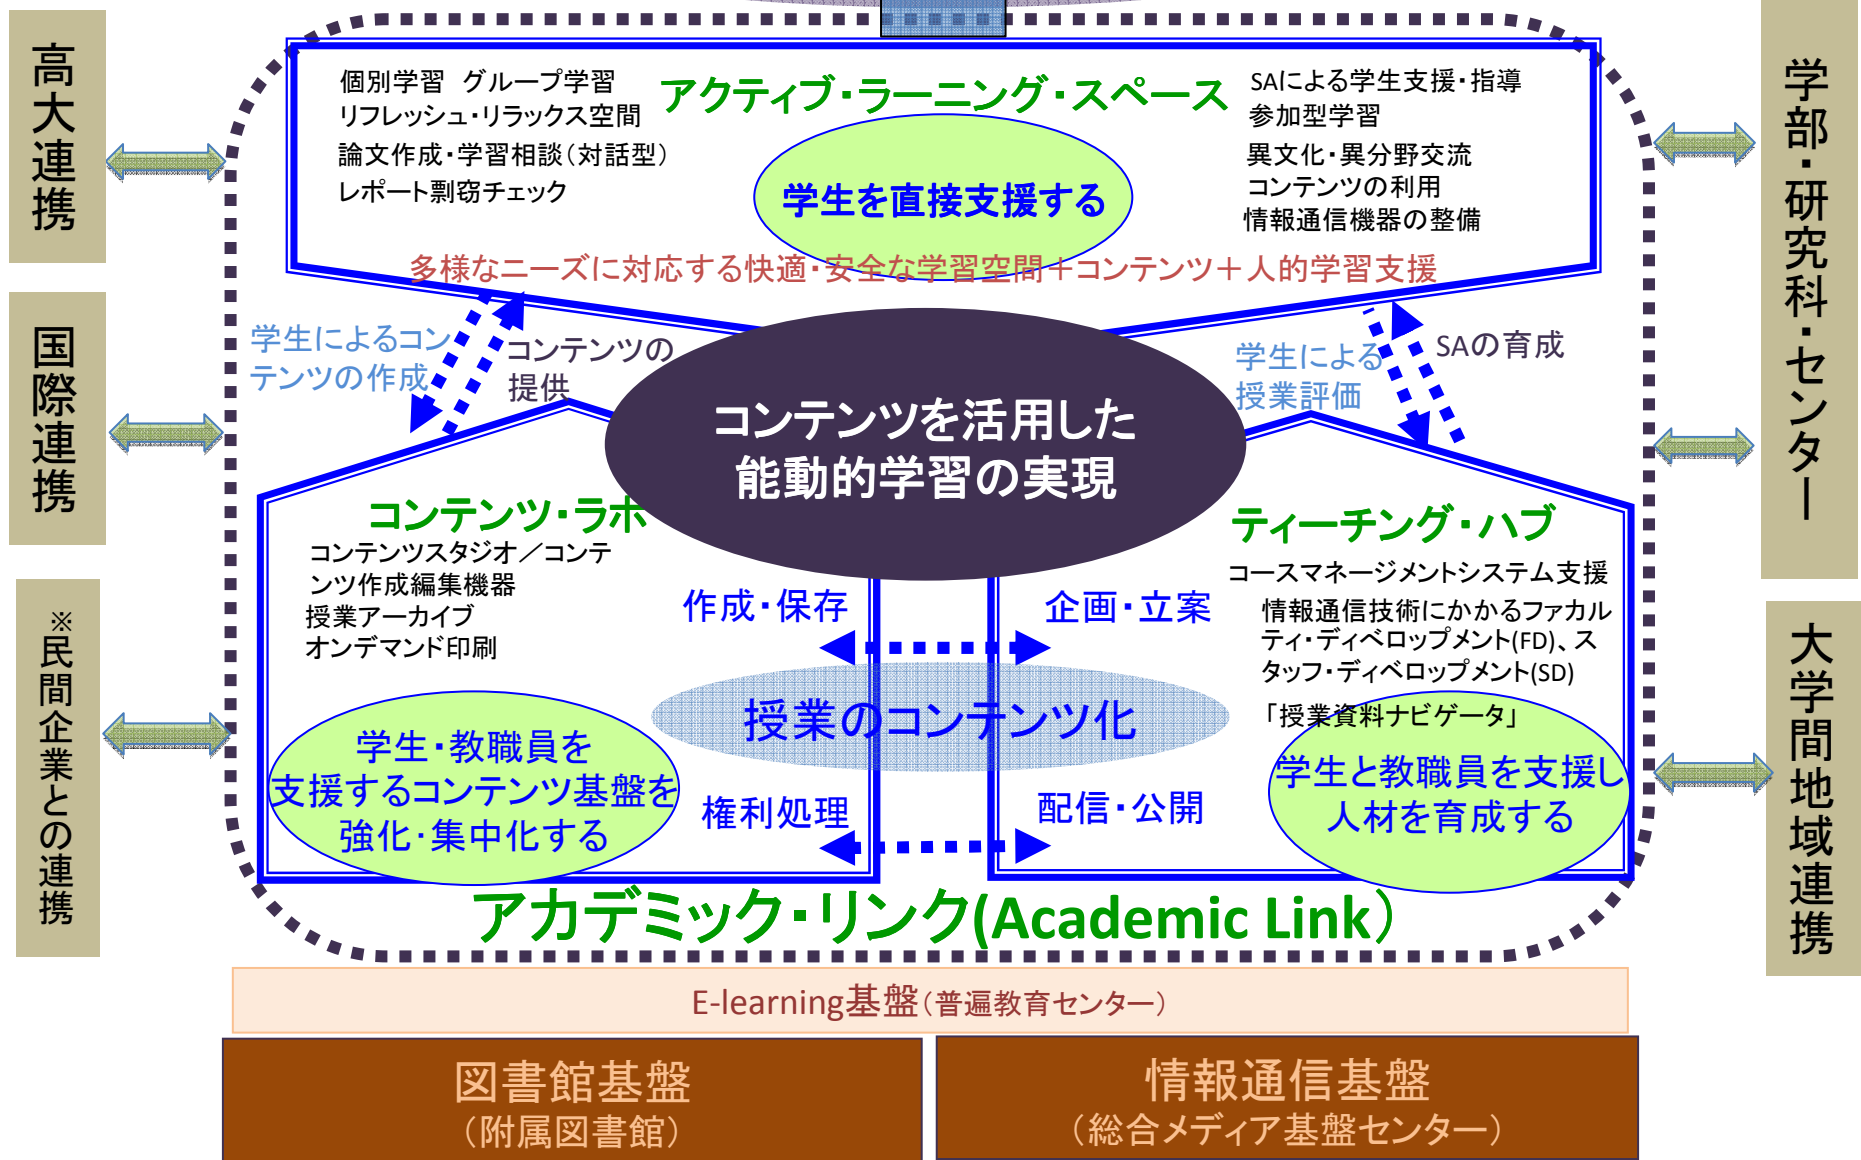 高大連携
国際連携
※民間企業との連携
個別学習　グループ学習
リフレッシュ・リラックス空間
論文作成・学習相談（対話型）
レポート剽窃チェック
アクティブ・ラーニング・スペース
学生を直接支援する
SAによる学生支援・指導
参加型学習
異文化・異分野交流
コンテンツの利用
情報通信機器の整備
多様なニーズに対応する快適・安全な学習空間＋コンテンツ＋人的学習支援
学生によるコン
テンツの作成
コンテンツの
提供
学生による
授業評価
SAの育成
コンテンツを活用した
能動的学習の実現
コンテンツ・ラボ
コンテンツスタジオ／コンテ
ンツ作成編集機器
授業アーカイブ
オンデマンド印刷
学生・教職員を
支援するコンテンツ基盤を
強化・集中化する
作成・保存
企画・立案
授業のコンテンツ化
権利処理
配信・公開
ティーチング・ハブ
コースマネージメントシステム支援
情報通信技術にかかるファカル
ティ・ディベロップメント(FD)、ス
タッフ・ディベロップメント(SD)
「授業資料ナビゲータ」
学生と教職員を支援し
人材を育成する
アカデミック・リンク(Academic Link）
学部・研究科・センター
大学間地域連携
E-learning基盤（普遍教育センター）
図書館基盤
（附属図書館）
情報通信基盤
（総合メディア基盤センター）